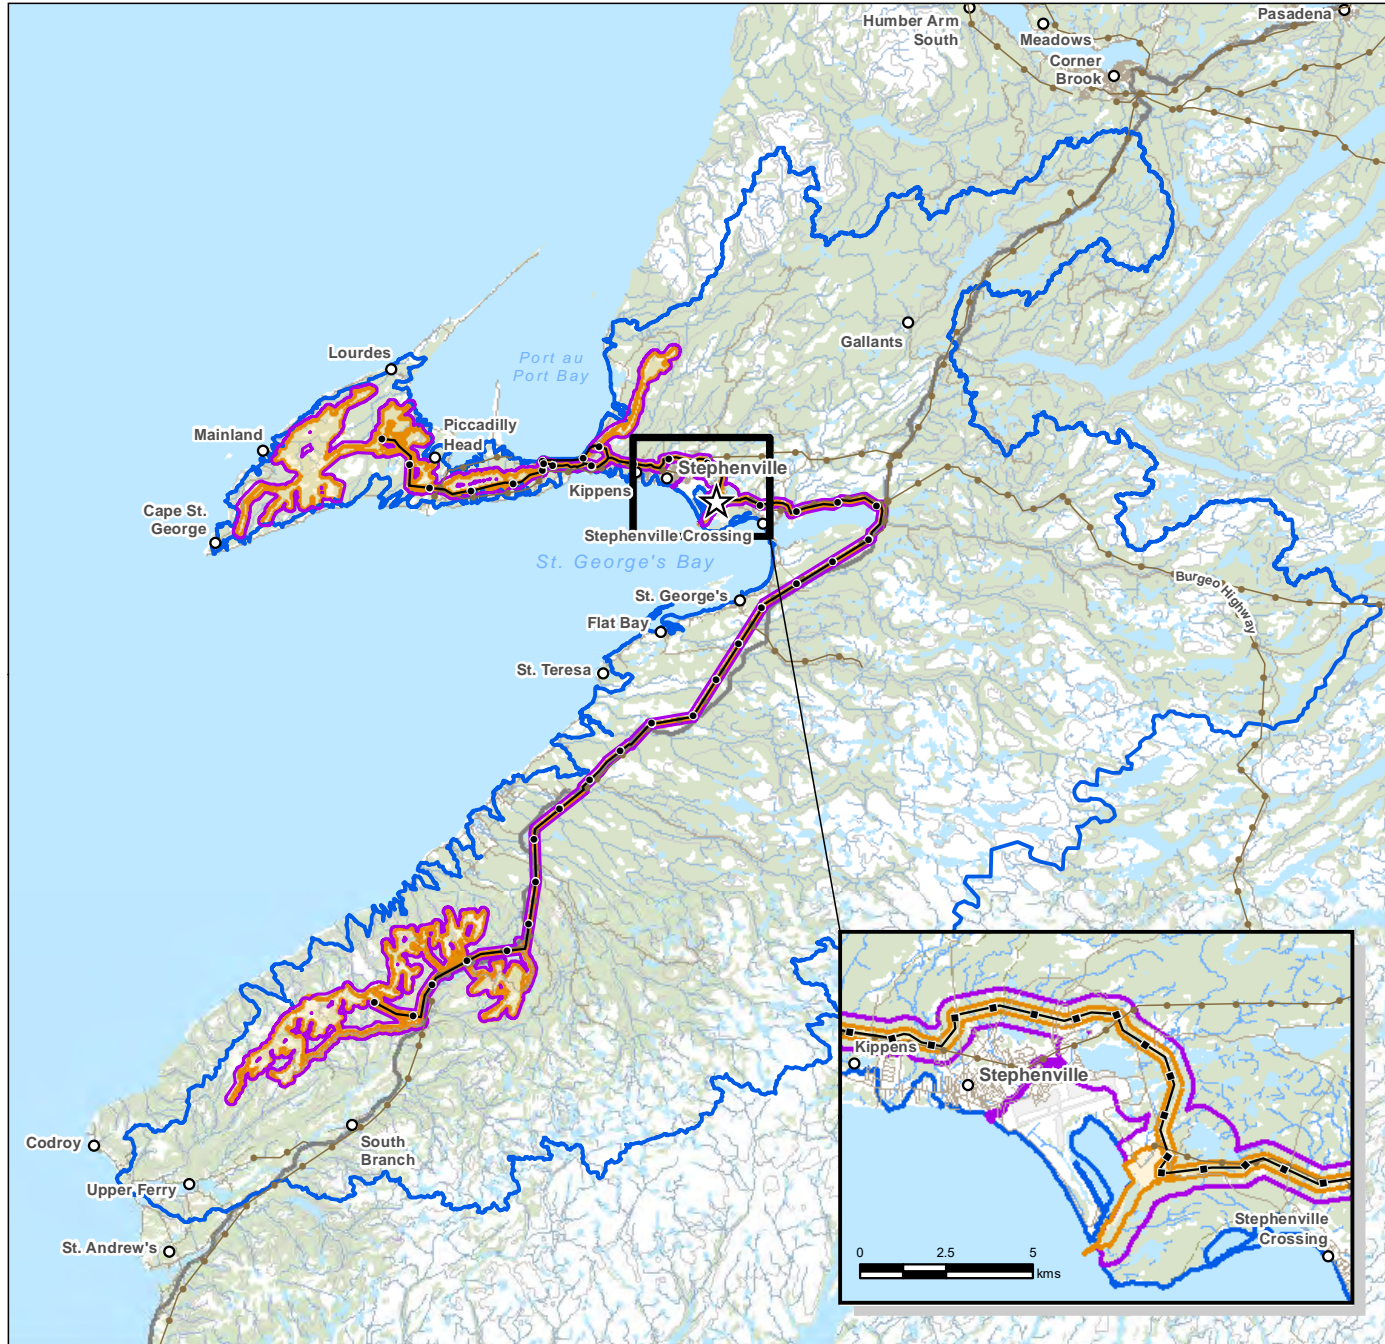 Pasadena
Humber Arm
South
Meadows
Corner
Brook
Gallants
Port au
Port Bay
Lourdes
Piccadilly
Head
Mainland
Stephenville
Kippens
Cape St.
George
Stephenville Crossing
St. George's Bay
St. George's
Flat Bay
St. Teresa
Burgeo Highway
Codroy
South
Branch
Upper Ferry
St. Andrew's
Kippens
Stephenville
Stephenville
Crossing
0 2.5 5
kms